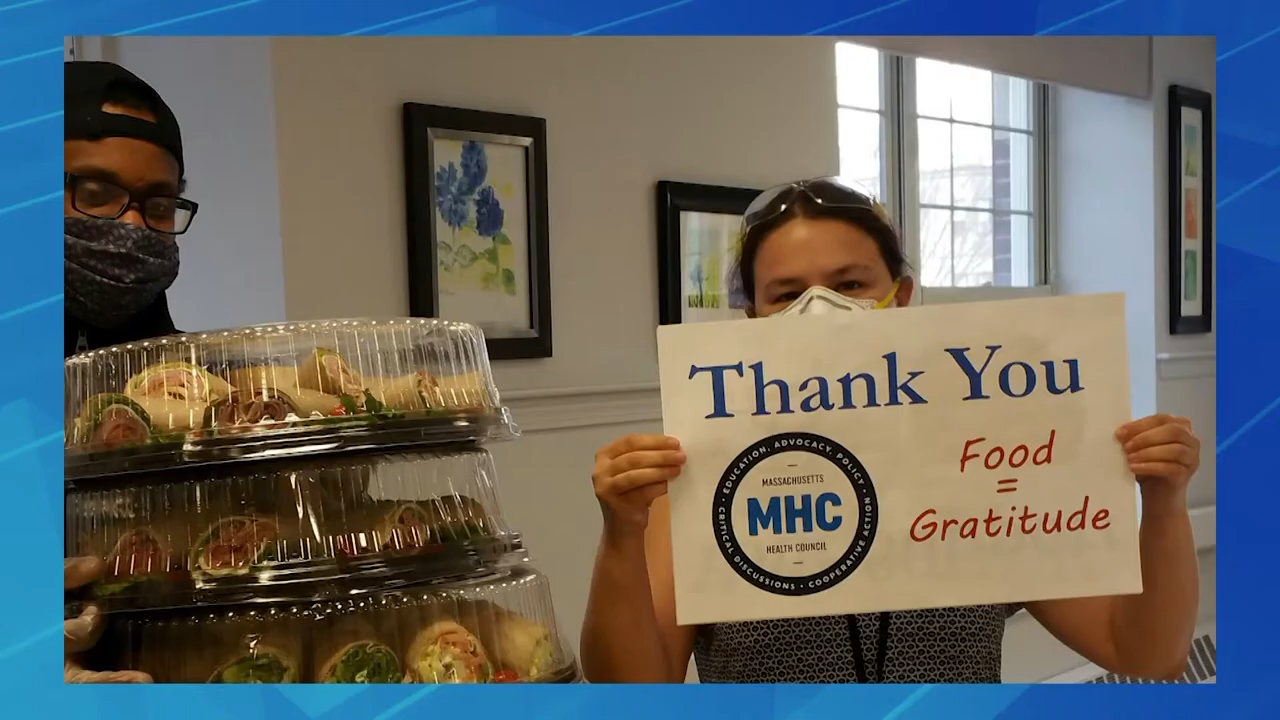 Thank You
EDUCATION, ADVOCACY, POLICY,
MASSACHUSETTS
MHC
HEALTH COUNCIL
• CRITICAL DISCUSSIONS • COOPERATIVE ACTION •
Food
=
Gratitude